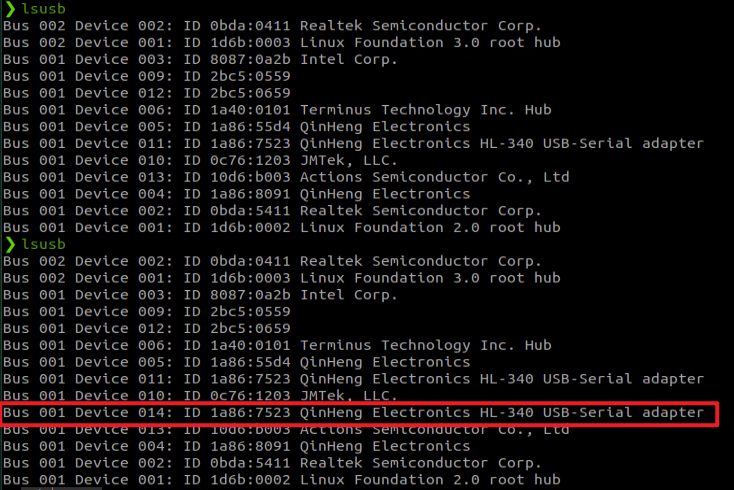 ❯ lsusb
Bus 002 Device 002: ID 0bda:0411 Realtek Semiconductor Corp.
Bus 002 Device 001: ID 1d6b:0003 Linux Foundation 3.0 root hub
Bus 001 Device 003: ID 8087:0a2b Intel Corp.
Bus 001 Device 009: ID 2bc5:0559
Bus 001 Device 012: ID 2bc5:0659
Bus 001 Device 006: ID 1a40:0101 Terminus Technology Inc. Hub
Bus 001 Device 005: ID 1a86:55d4 QinHeng Electronics
Bus 001 Device 011: ID 1a86:7523 QinHeng Electronics HL-340 USB-Serial adapter
Bus 001 Device 010: ID 0c76:1203 JMTek, LLC.
Bus 001 Device 013: ID 10d6:b003 Actions Semiconductor Co., Ltd
Bus 001 Device 004: ID 1a86:8091 QinHeng Electronics
Bus 001 Device 002: ID 0bda:5411 Realtek Semiconductor Corp.
Bus 001 Device 001: ID 1d6b:0002 Linux Foundation 2.0 root hub
❯ lsusb
Bus 002 Device 002: ID 0bda:0411 Realtek Semiconductor Corp.
Bus 002 Device 001: ID 1d6b:0003 Linux Foundation 3.0 root hub
Bus 001 Device 003: ID 8087:0a2b Intel Corp.
Bus 001 Device 009: ID 2bc5:0559
Bus 001 Device 012: ID 2bc5:0659
Bus 001 Device 006: ID 1a40:0101 Terminus Technology Inc. Hub
Bus 001 Device 005: ID 1a86:55d4 QinHeng Electronics
Bus 001 Device 011: ID 1a86:7523 QinHeng Electronics HL-340 USB-Serial adapter
Bus 001 Device 010: ID 0c76:1203 JMTek, LLC.
Bus 001 Device 014: ID 1a86:7523 QinHeng Electronics HL-340 USB-Serial adapter
Bus 001 Device 013: ID 10d6:b003 Actions Semiconductor Co., Ltd
Bus 001 Device 004: ID 1a86:8091 QinHeng Electronics
Bus 001 Device 002: ID 0bda:5411 Realtek Semiconductor Corp.
Bus 001 Device 001: ID 1d6b:0002 Linux Foundation 2.0 root hub